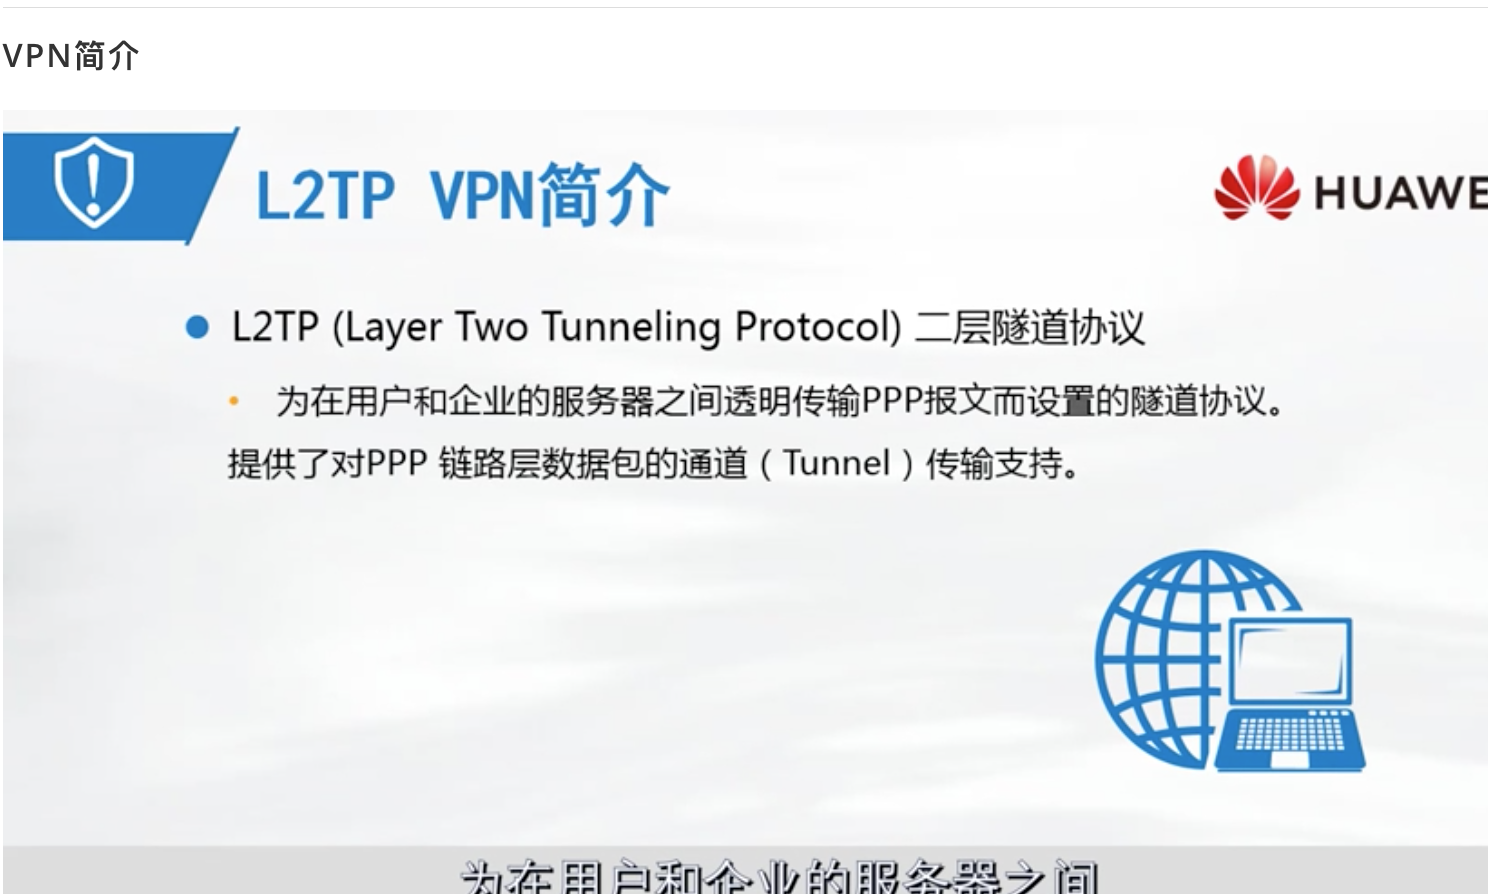 VPN简介
L2TP VPN简介
HUAWE
L2TP (Layer Two Tunneling Protocol) 二层隧道协议
为在用户和企业的服务器之间透明传输PPP报文而设置的隧道协议。
提供了对PPP 链路层数据包的通道（Tunnel）传输支持。
为在用户和企业的服务器之间